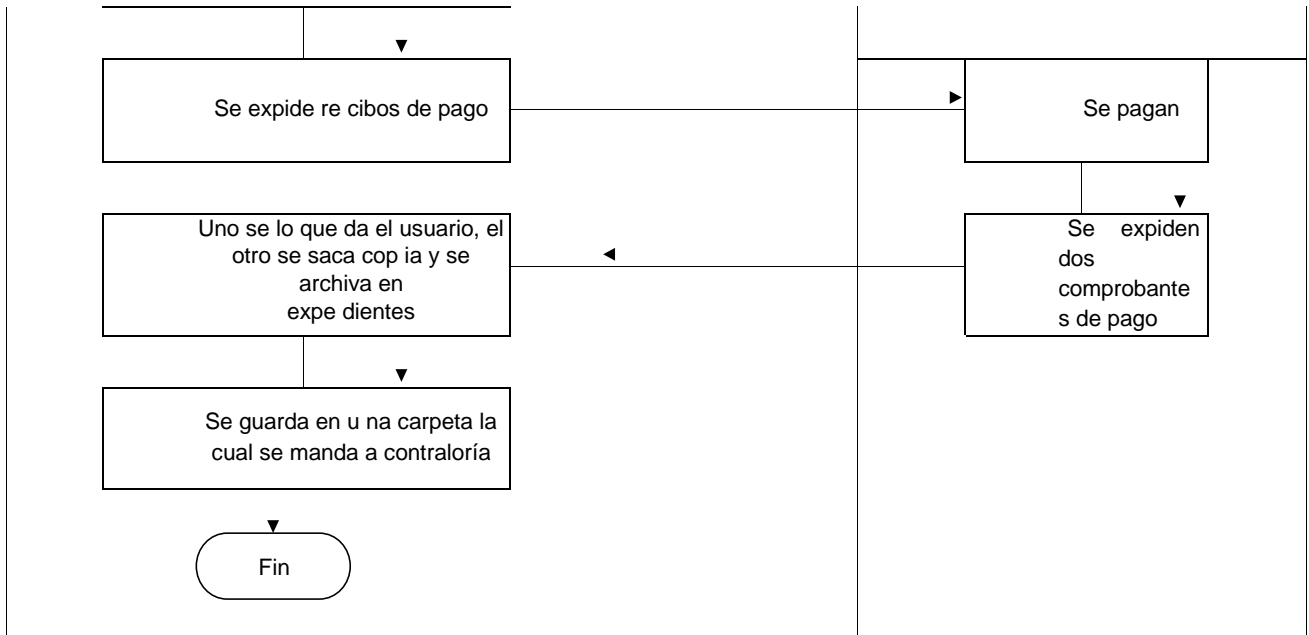 Se expide re cibos de pago
Se pagan
Uno se lo que da el usuario, el
otro se saca cop ia y se
archiva en
expe dientes
Se expiden
dos
comprobante
s de pago
Se guarda en u na carpeta la
cual se manda a contraloría
Fin